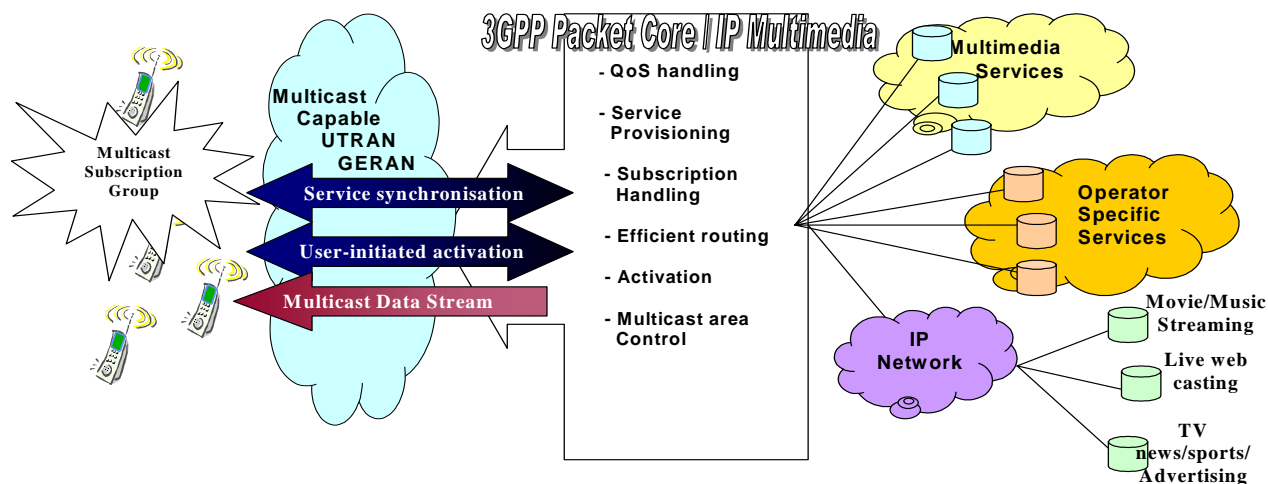 3GPP Packet Core / IP Multimedia
Multicast
Subscription
Group
Multicast
Capable
UTRAN
GERAN
Service synchronisation
User-initiated activation
Multicast Data Stream
- QoS handling
- Service
Provisioning
- Subscription
Handling
- Efficient routing
- Activation
- Multicast area
Control
Multimedia
Services
Operator
Specific
Services
IP
Network
Movie/Music
Streaming
Live web
casting
TV
news/sports/
Advertising